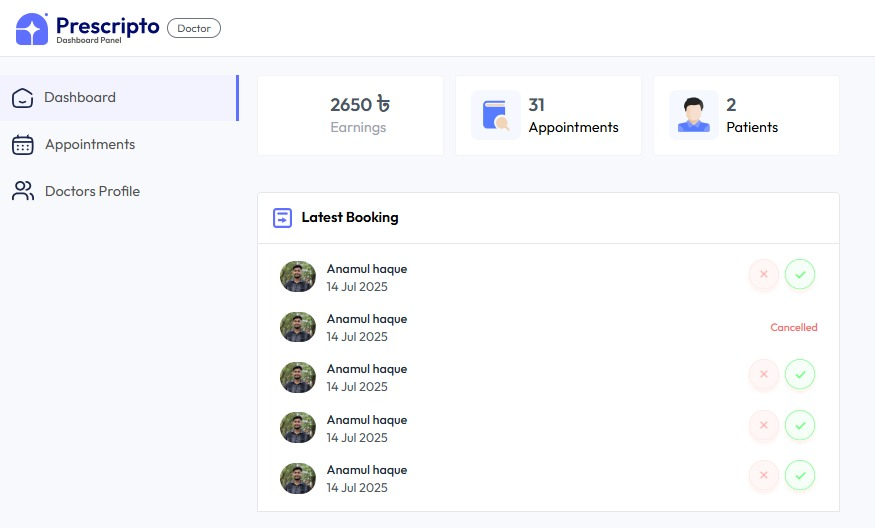 Prescripto
Doctor
Dashboard Panel
Dashboard
Appointments
Doctors Profile
2650 ৳
Earnings
31
Appointments
2
Patients
Latest Booking
Anamul haque
14 Jul 2025
Anamul haque
14 Jul 2025
Cancelled
Anamul haque
14 Jul 2025
Anamul haque
14 Jul 2025
Anamul haque
14 Jul 2025